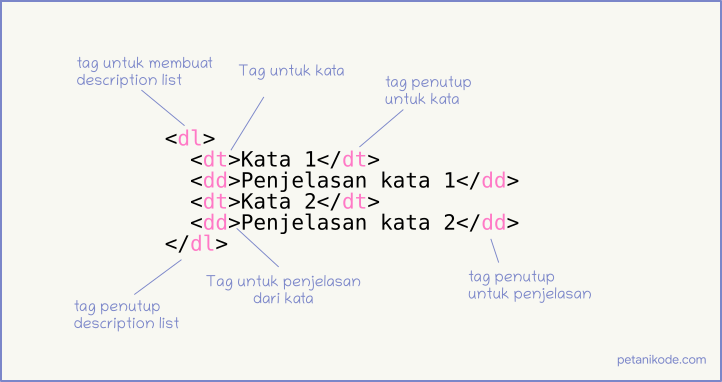 tag untuk membuat
description list
Tag untuk kata
tag penutup
untuk kata
<dl>
<dt>Kata 1</dt>
<dd>Penjelasan kata 1</dd>
<dt>Kata 2</dt>
<dd>Penjelasan kata 2</dd>
</dl>
Tag untuk penjelasan
dari kata
tag penutup
untuk penjelasan
tag penutup
description list
petanikode.com